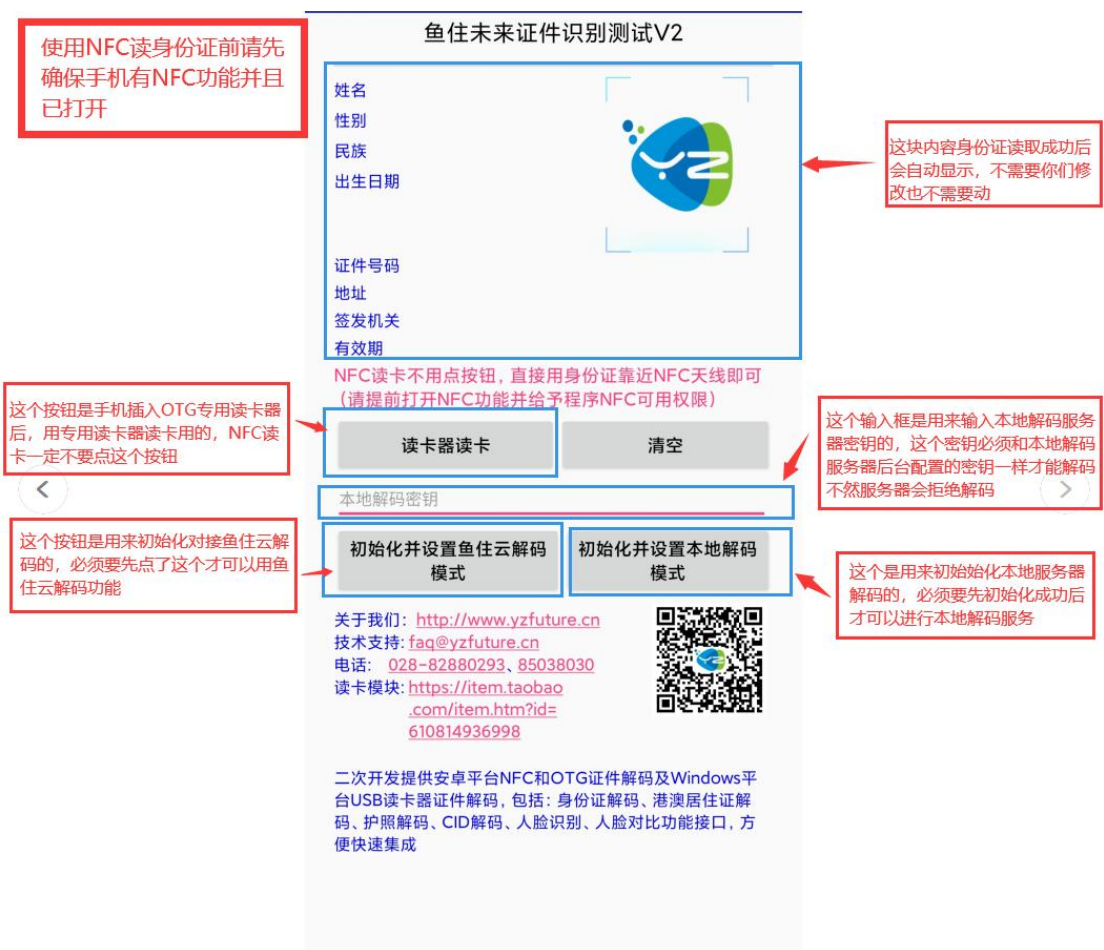 鱼住未来证件识别测试V2
使用NFC读身份证前请先
确保手机有NFC功能并且
已打开
姓名
性别
民族
出生日期
证件号码
地址
签发机关
有效期
YZ
这块内容身份证读取成功后
会自动显示，不需要你们修
改也不需要动
NFC读卡不用点按钮，直接用身份证靠近NFC天线即可
（请提前打开NFC功能并给予程序NFC可用权限）
这个按钮是手机插入OTG专用读卡器
后，用专用读卡器读卡用的，NFC读
卡一定不要点这个按钮
读卡器读卡
清空
这个输入框是用来输入本地解码服务
器密钥的，这个密钥必须和本地解码
服务器后台配置的密钥一样才能解码
不然服务器会拒绝解码
本地解码密钥
这个按钮是用来初始化对接鱼住云解
码的，必须要先点了这个才可以用鱼
住云解码功能
初始化并设置鱼住云解码
模式
初始化并设置本地解码
模式
这个是用来初始始化本地服务器
解码的，必须要先初始化成功后
才可以进行本地解码服务
关于我们：http://www.yzfuture.cn
技术支持：faq@yzfuture.cn
电话： 028-82880293、85038030
读卡模块：https://item.taobao
.com/item.htm?id=
610814936998
二次开发提供安卓平台NFC和OTG证件解码及Windows平
台USB读卡器证件解码，包括：身份证解码、港澳居住证解
码、护照解码、CID解码、人脸识别、人脸对比功能接口，方
便快速集成